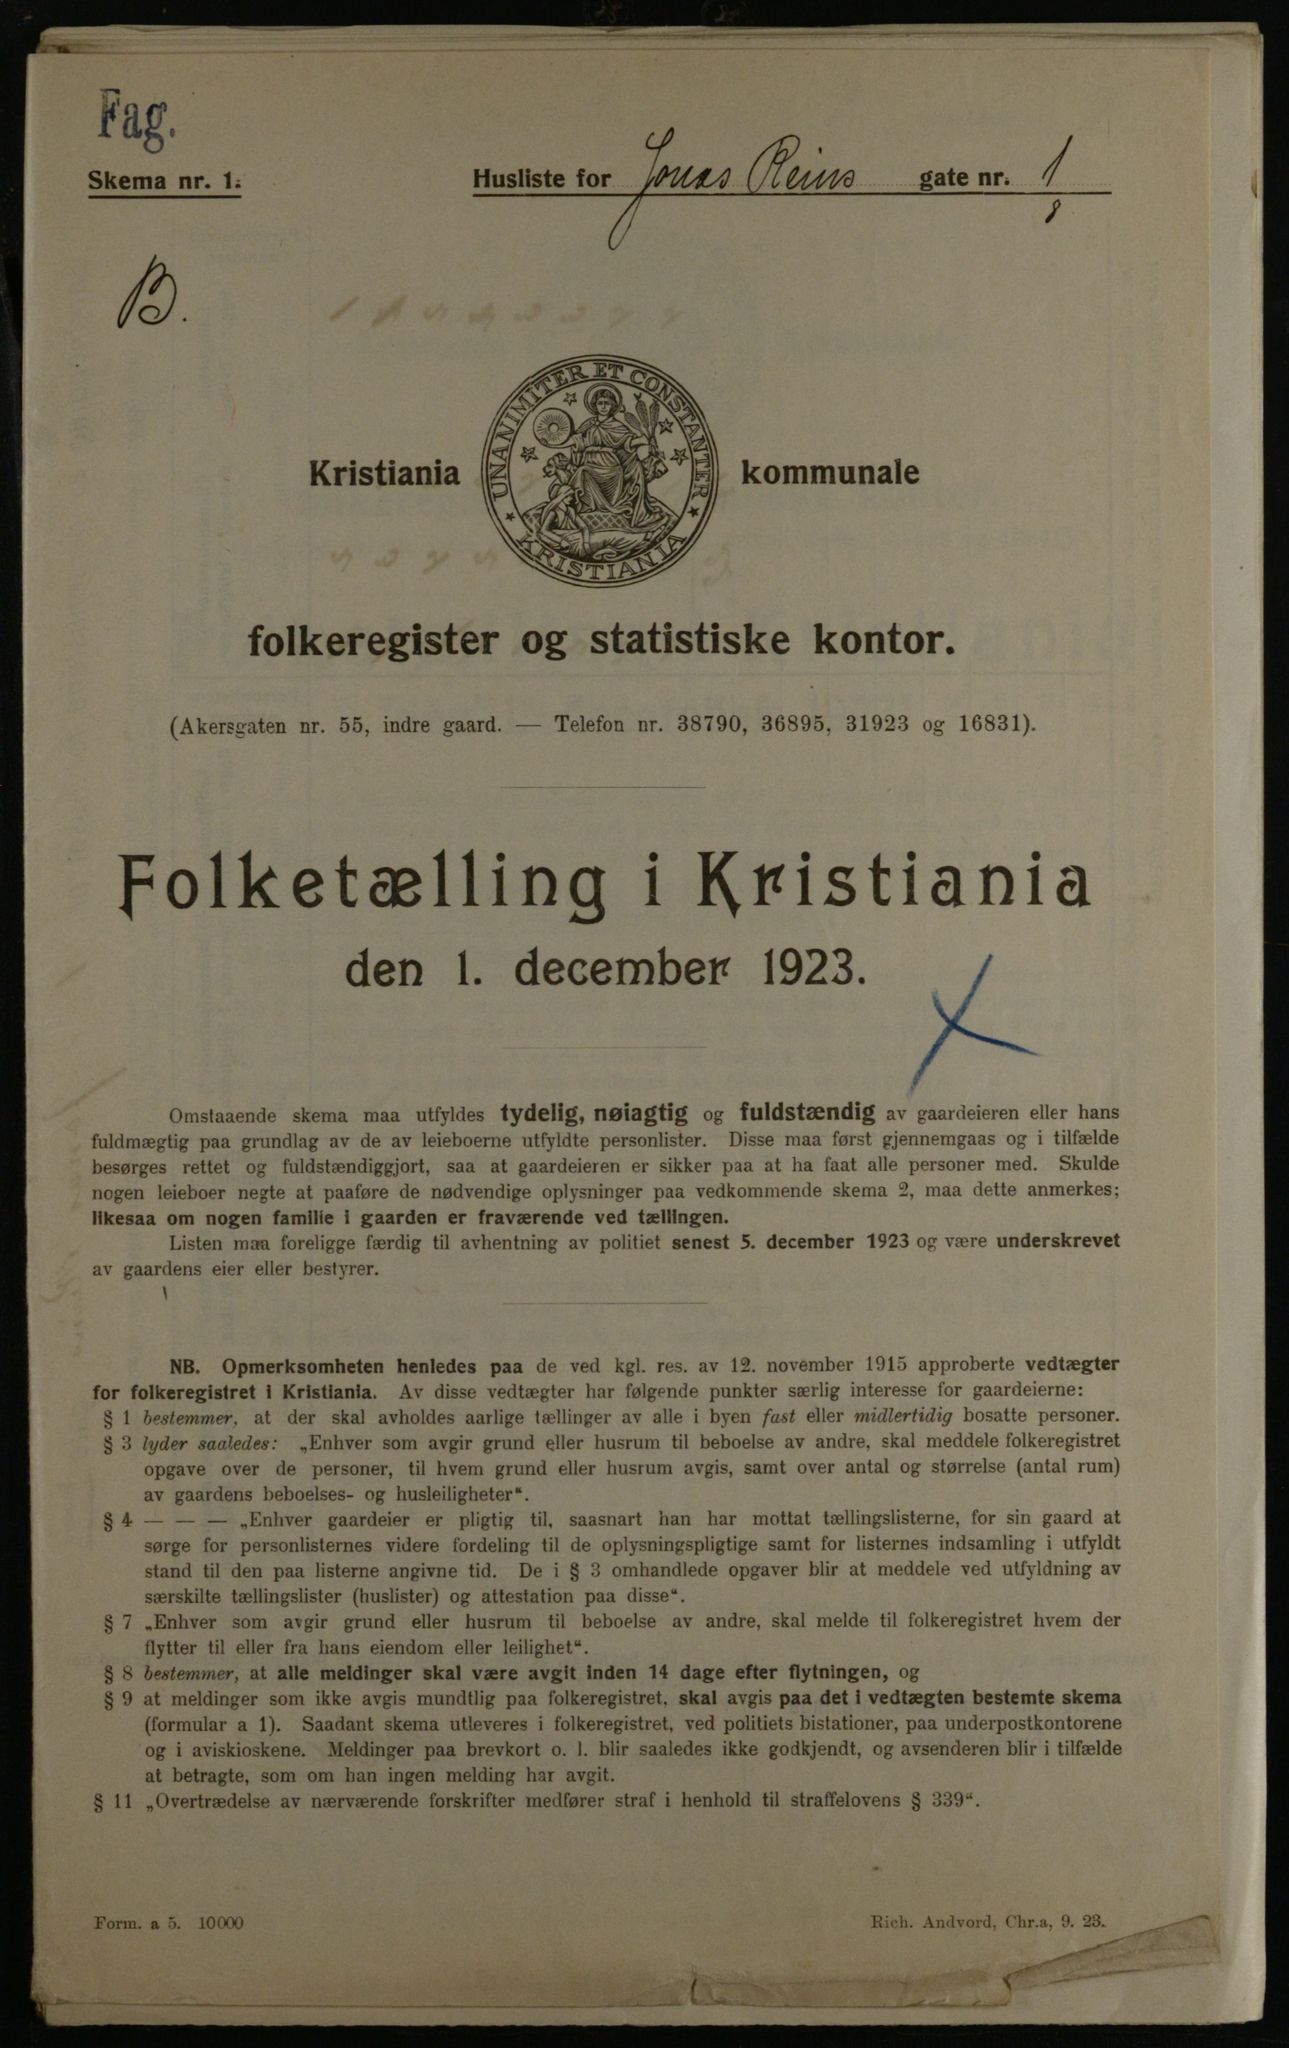 Fag.
Skema nr. 1.
Husliste for Jonas Reins gate nr. 1
8
B.
UNANIMITER ET CONSTANTER
KRISTIANIA
Kristiania kommunale
folkeregister og statistiske kontor.
(Akersgaten nr. 55, indre gaard. — Telefon nr. 38790, 36895, 31923 og 16831).
Folketælling i Kristiania
den 1. december 1923.
Omstaaende skema maa utfyldes tydelig, nøiagtig og fuldstændig av gaardeieren eller hans
fuldmægtig paa grundlag av de av leieboerne utfyldte personlister. Disse maa først gjennemgaas og i tilfælde
besørges rettet og fuldstændiggjort, saa at gaardeieren er sikker paa at ha faat alle personer med. Skulde
nogen leieboer negte at paaføre de nødvendige oplysninger paa vedkommende skema 2, maa dette anmerkes;
likesaa om nogen familie i gaarden er fraværende ved tællingen.
Listen maa foreligge færdig til avhentning av politiet senest 5. december 1923 og være underskrevet
av gaardens eier eller bestyrer.
NB. Opmerksomheten henledes paa de ved kgl. res. av 12. november 1915 approberte vedtægter
for folkeregistret i Kristiania. Av disse vedtægter har følgende punkter særlig interesse for gaardeierne:
§ 1 bestemmer, at der skal avholdes aarlige tællinger av alle i byen fast eller midlertidig bosatte personer.
§ 3 lyder saaledes: „Enhver som avgir grund eller husrum til beboelse av andre, skal meddele folkeregistret
opgave over de personer, til hvem grund eller husrum avgis, samt over antal og størrelse (antal rum)
av gaardens beboelses- og husleiligheter“.
§ 4 — — — „Enhver gaardeier er pligtig til, saasnart han har mottat tællingslisterne, for sin gaard at
sørge for personlisternes videre fordeling til de oplysningspligtige samt for listernes indsamling i utfyldt
stand til den paa listerne angivne tid. De i § 3 omhandlede opgaver blir at meddele ved utfyldning av
særskilte tællingslister (huslister) og attestation paa disse“.
§ 7 „Enhver som avgir grund eller husrum til beboelse av andre, skal melde til folkeregistret hvem der
flytter til eller fra hans eiendom eller leilighet“.
§ 8 bestemmer, at alle meldinger skal være avgit inden 14 dage efter flytningen, og
§ 9 at meldinger som ikke avgis mundtlig paa folkeregistret, skal avgis paa det i vedtægten bestemte skema
(formular a 1). Saadant skema utleveres i folkeregistret, ved politiets bistationer, paa underpostkontorene
og i aviskioskene. Meldinger paa brevkort o. l. blir saaledes ikke godkjendt, og avsenderen blir i tilfælde
at betragte, som om han ingen melding har avgit.
§ 11 „Overtrædelse av nærværende forskrifter medfører straf i henhold til straffelovens § 339“.
Form. a 5. 10000
Rich. Andvord, Chr.a, 9. 23.